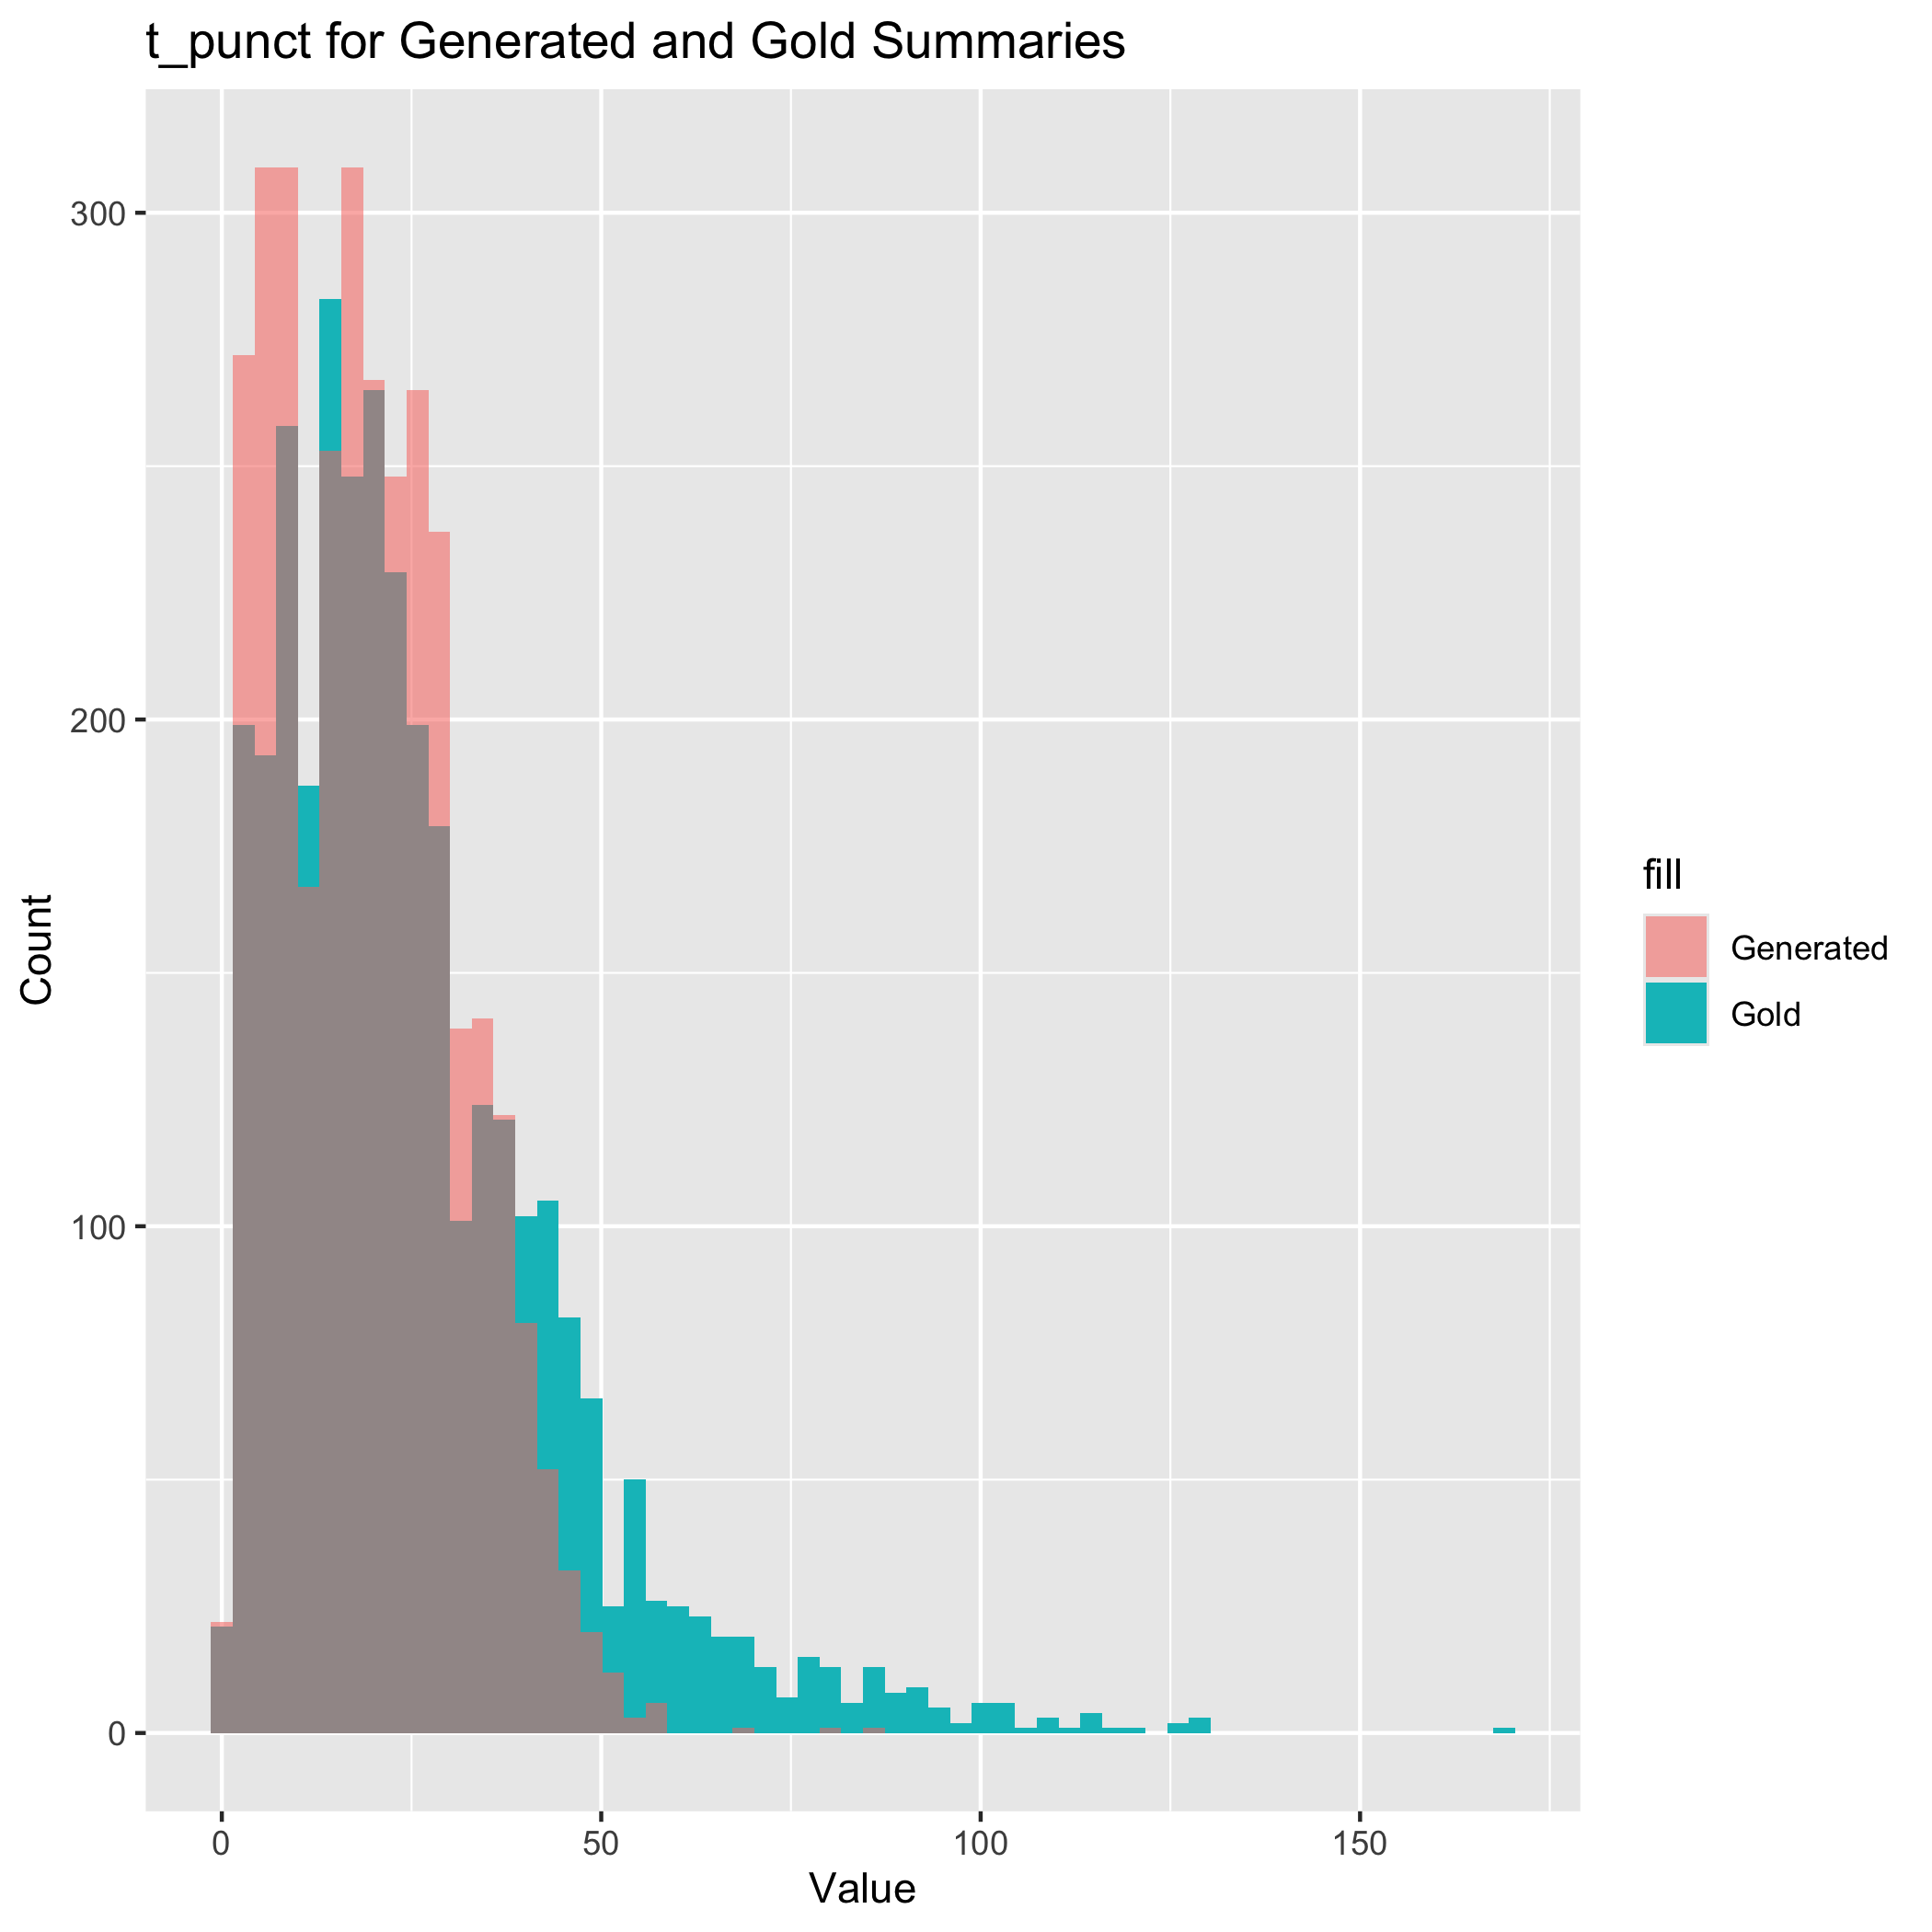 t_punct for Generated and Gold Summaries
300
200
100
0
Count
0
50
100
150
Value
fill
Generated
Gold